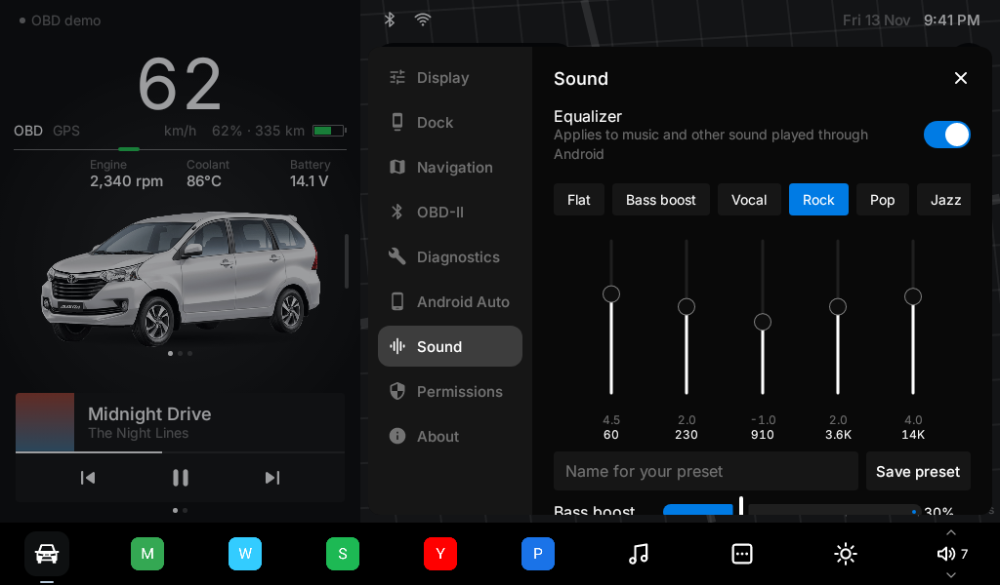 OBD demo
Fri 13 Nov 9:41 PM
62
OBD GPS km/h 62% · 335 km
Engine Coolant Battery
2,340 rpm 86°C 14.1 V
Midnight Drive
The Night Lines
Display
Dock
Navigation
OBD-II
Diagnostics
Android Auto
Sound
Permissions
About
Sound
Equalizer
Applies to music and other sound played through
Android
Flat Bass boost Vocal Rock Pop Jazz
4.5 2.0 -1.0 2.0 4.0
60 230 910 3.6K 14K
Name for your preset Save preset
Bass boost 30%
M W S Y P 7